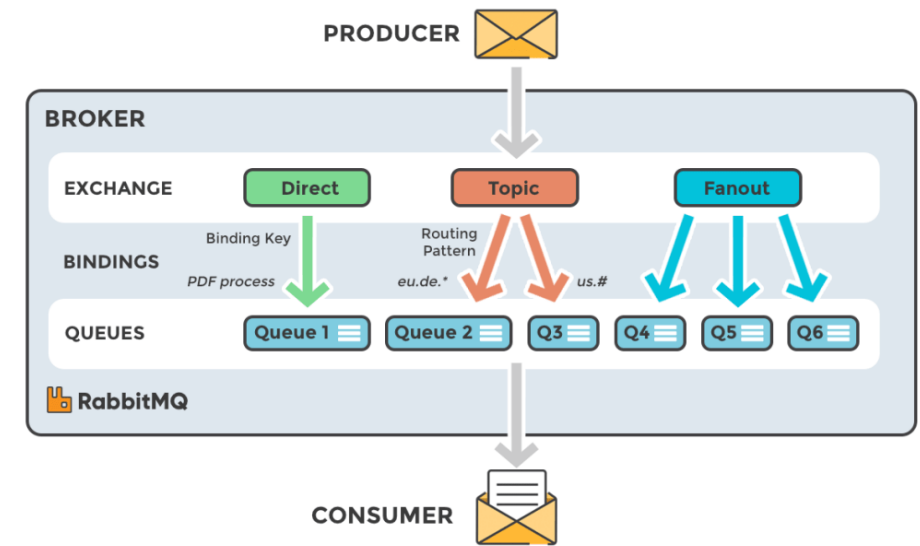 PRODUCER
BROKER
EXCHANGE
Direct
Topic
Fanout
Binding Key
Routing
Pattern
BINDINGS
PDF process
eu.de.*
us.#
QUEUES
Queue 1
Queue 2
Q3
Q4
Q5
Q6
RabbitMQ
CONSUMER